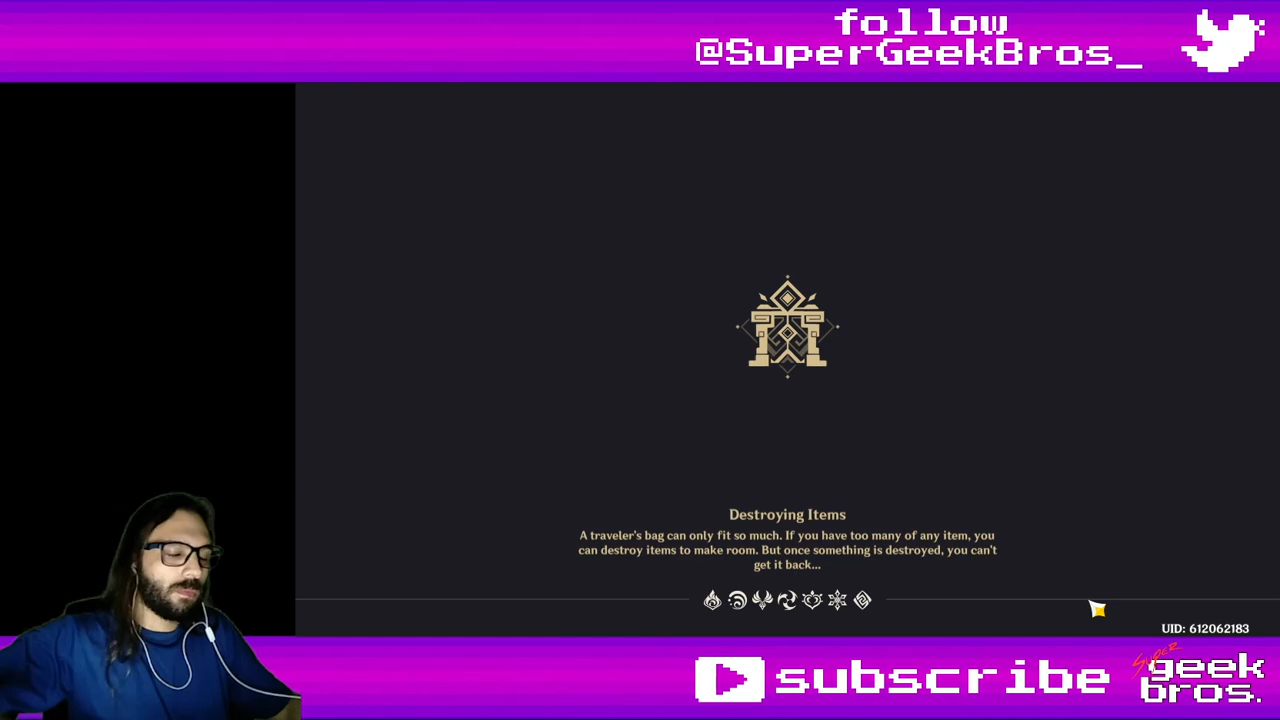 follow
@SuperGeekBros_
Destroying Items
A traveler's bag can only fit so much. If you have too many of any item, you
can destroy items to make room. But once something is destroyed, you can't
get it back...
UID: 612062183
subscribe
SUPER
geek
bros.